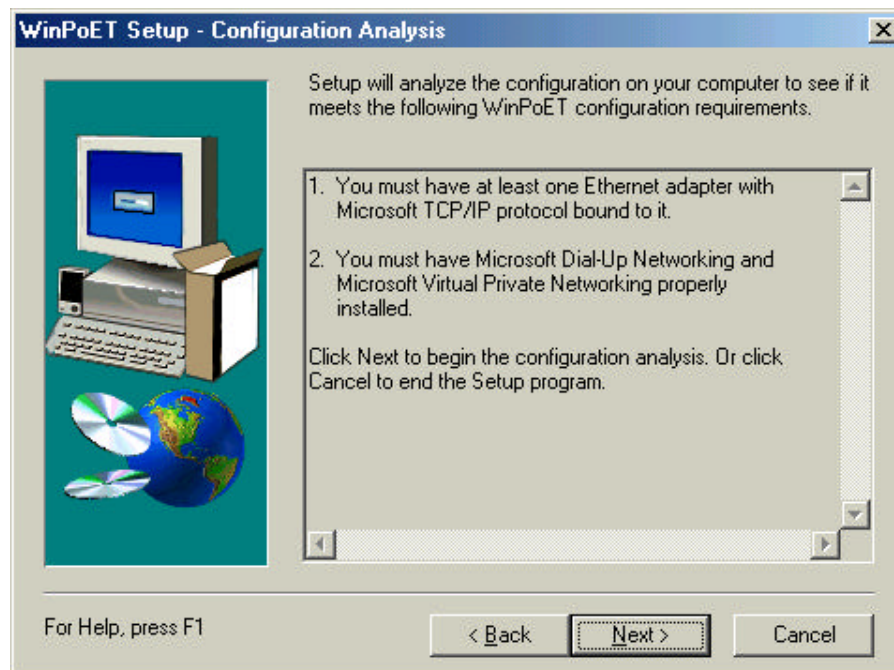 WinPoET Setup - Configuration Analysis
Setup will analyze the configuration on your computer to see if it
meets the following WinPoET configuration requirements.
1. You must have at least one Ethernet adapter with
Microsoft TCP/IP protocol bound to it.
2. You must have Microsoft Dial-Up Networking and
Microsoft Virtual Private Networking properly
installed.
Click Next to begin the configuration analysis. Or click
Cancel to end the Setup program.
For Help, press F1
< Back
Next >
Cancel